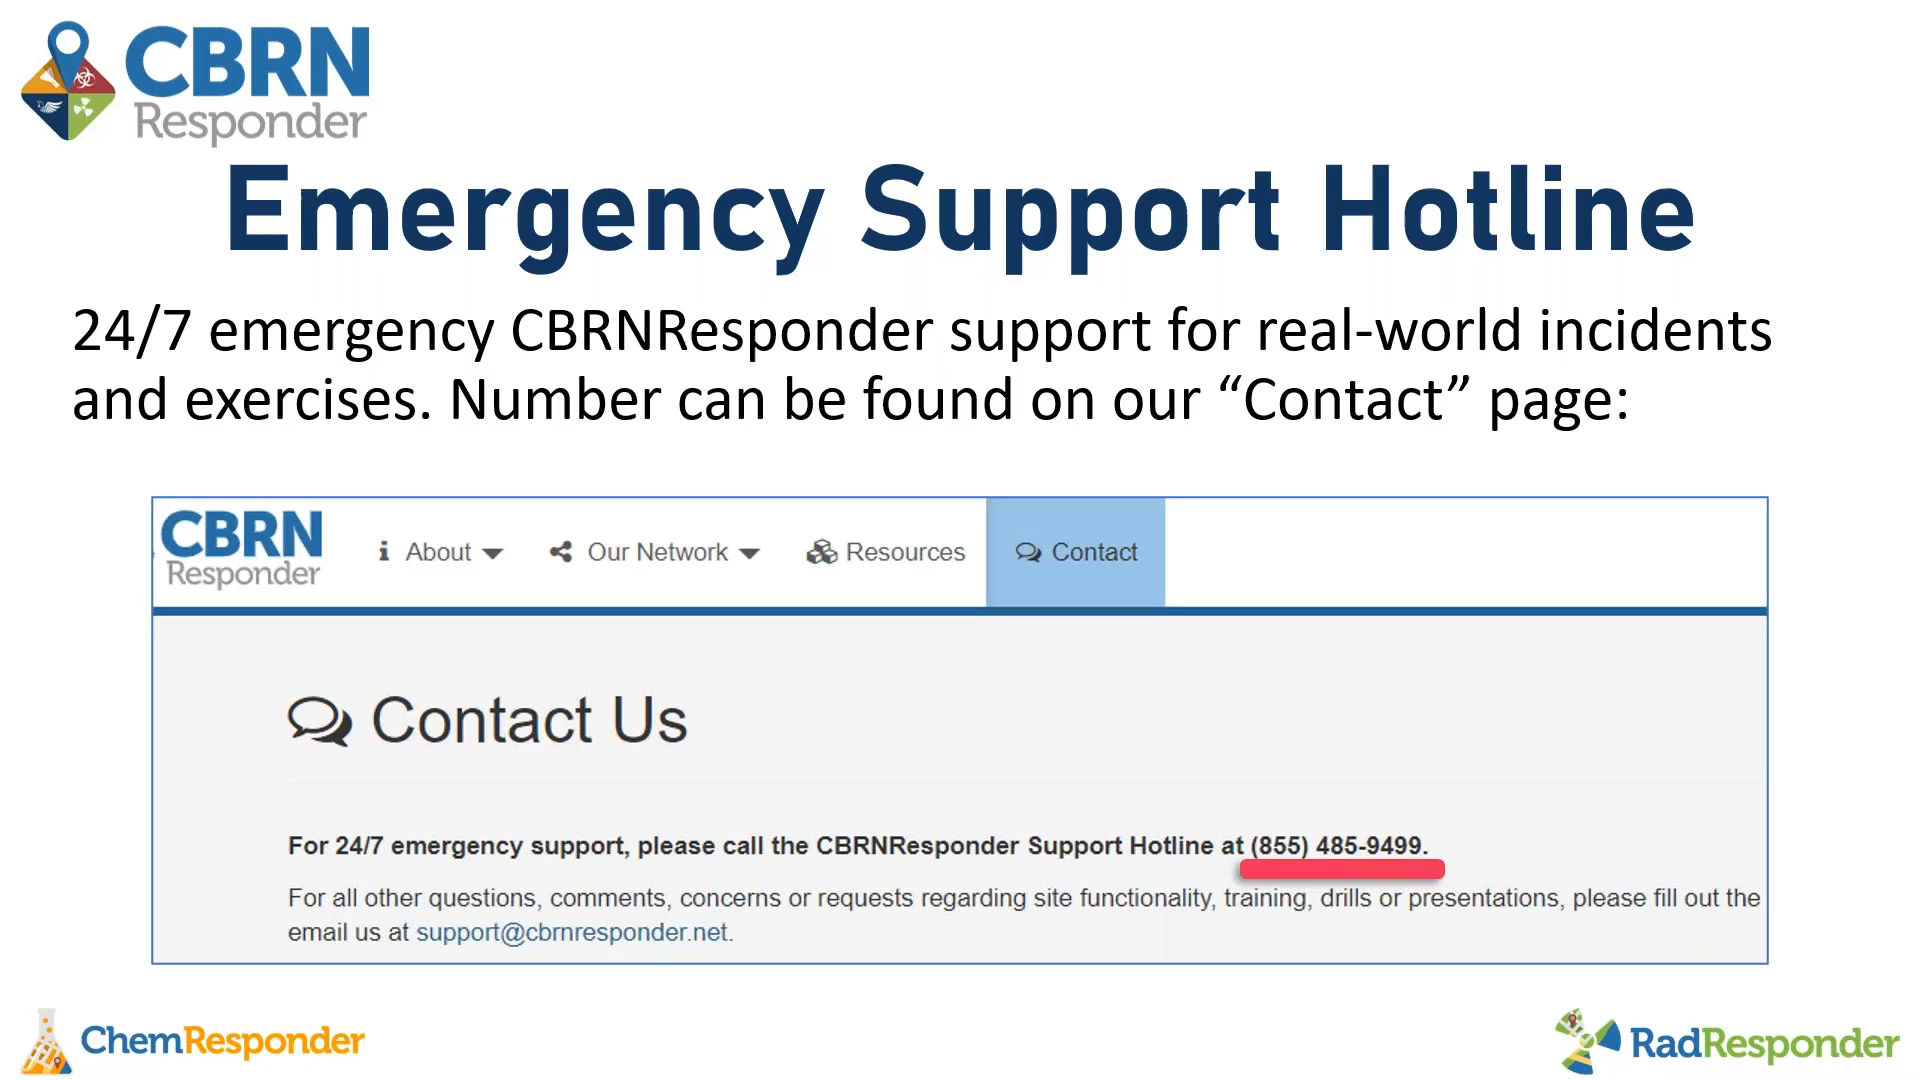 CBRN
Responder
Emergency Support Hotline
24/7 emergency CBRNResponder support for real-world incidents
and exercises. Number can be found on our “Contact” page:
CBRN
Responder
About
Our Network
Resources
Contact
Contact Us
For 24/7 emergency support, please call the CBRNResponder Support Hotline at (855) 485-9499.
For all other questions, comments, concerns or requests regarding site functionality, training, drills or presentations, please fill out the
email us at support@cbrnresponder.net.
ChemResponder
RadResponder